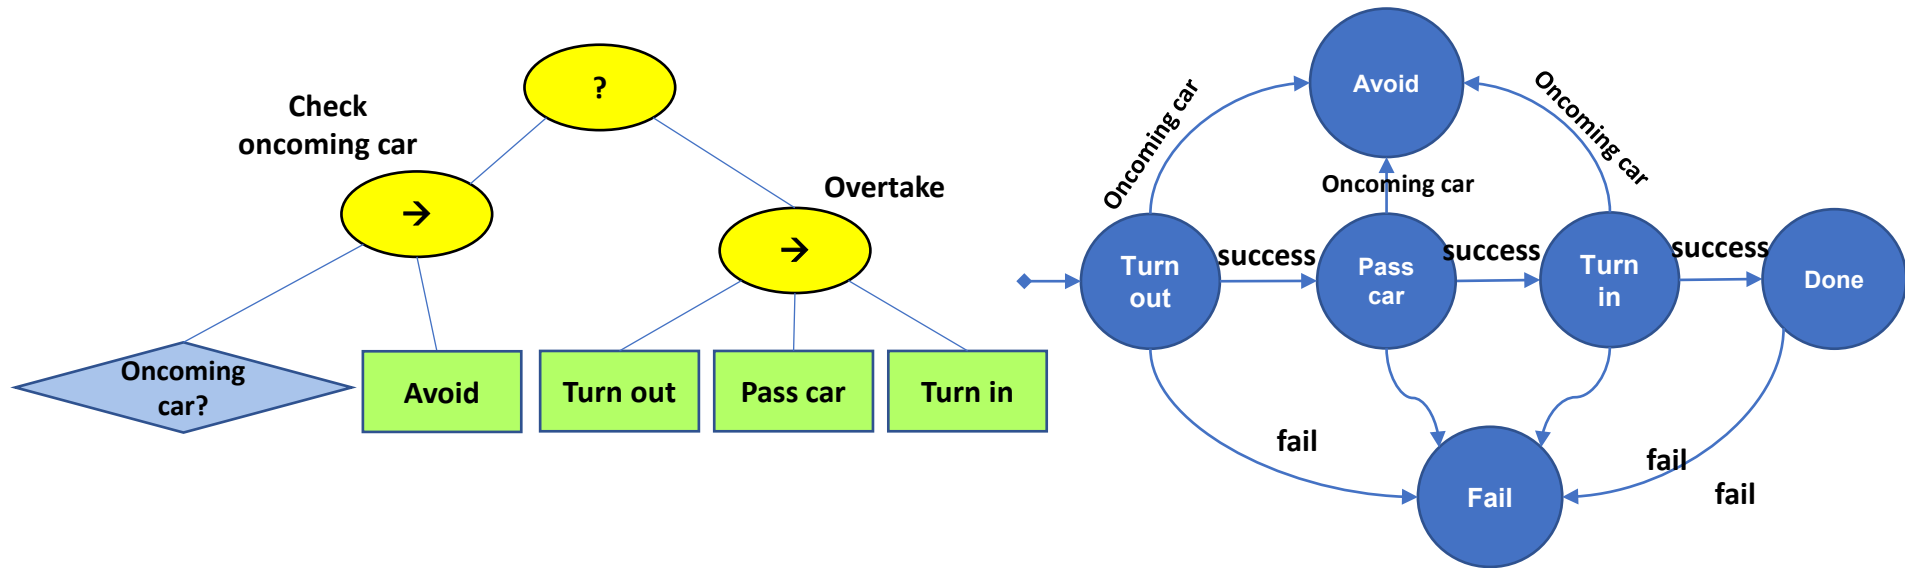 ?
Check
oncoming car
→
Overtake
→
Oncoming
car?
Avoid
Turn out
Pass car
Turn in
Avoid
Oncoming car
Oncoming car
Oncoming car
Turn
out
success
Pass
car
success
Turn
in
success
Done
fail
fail
fail
Fail